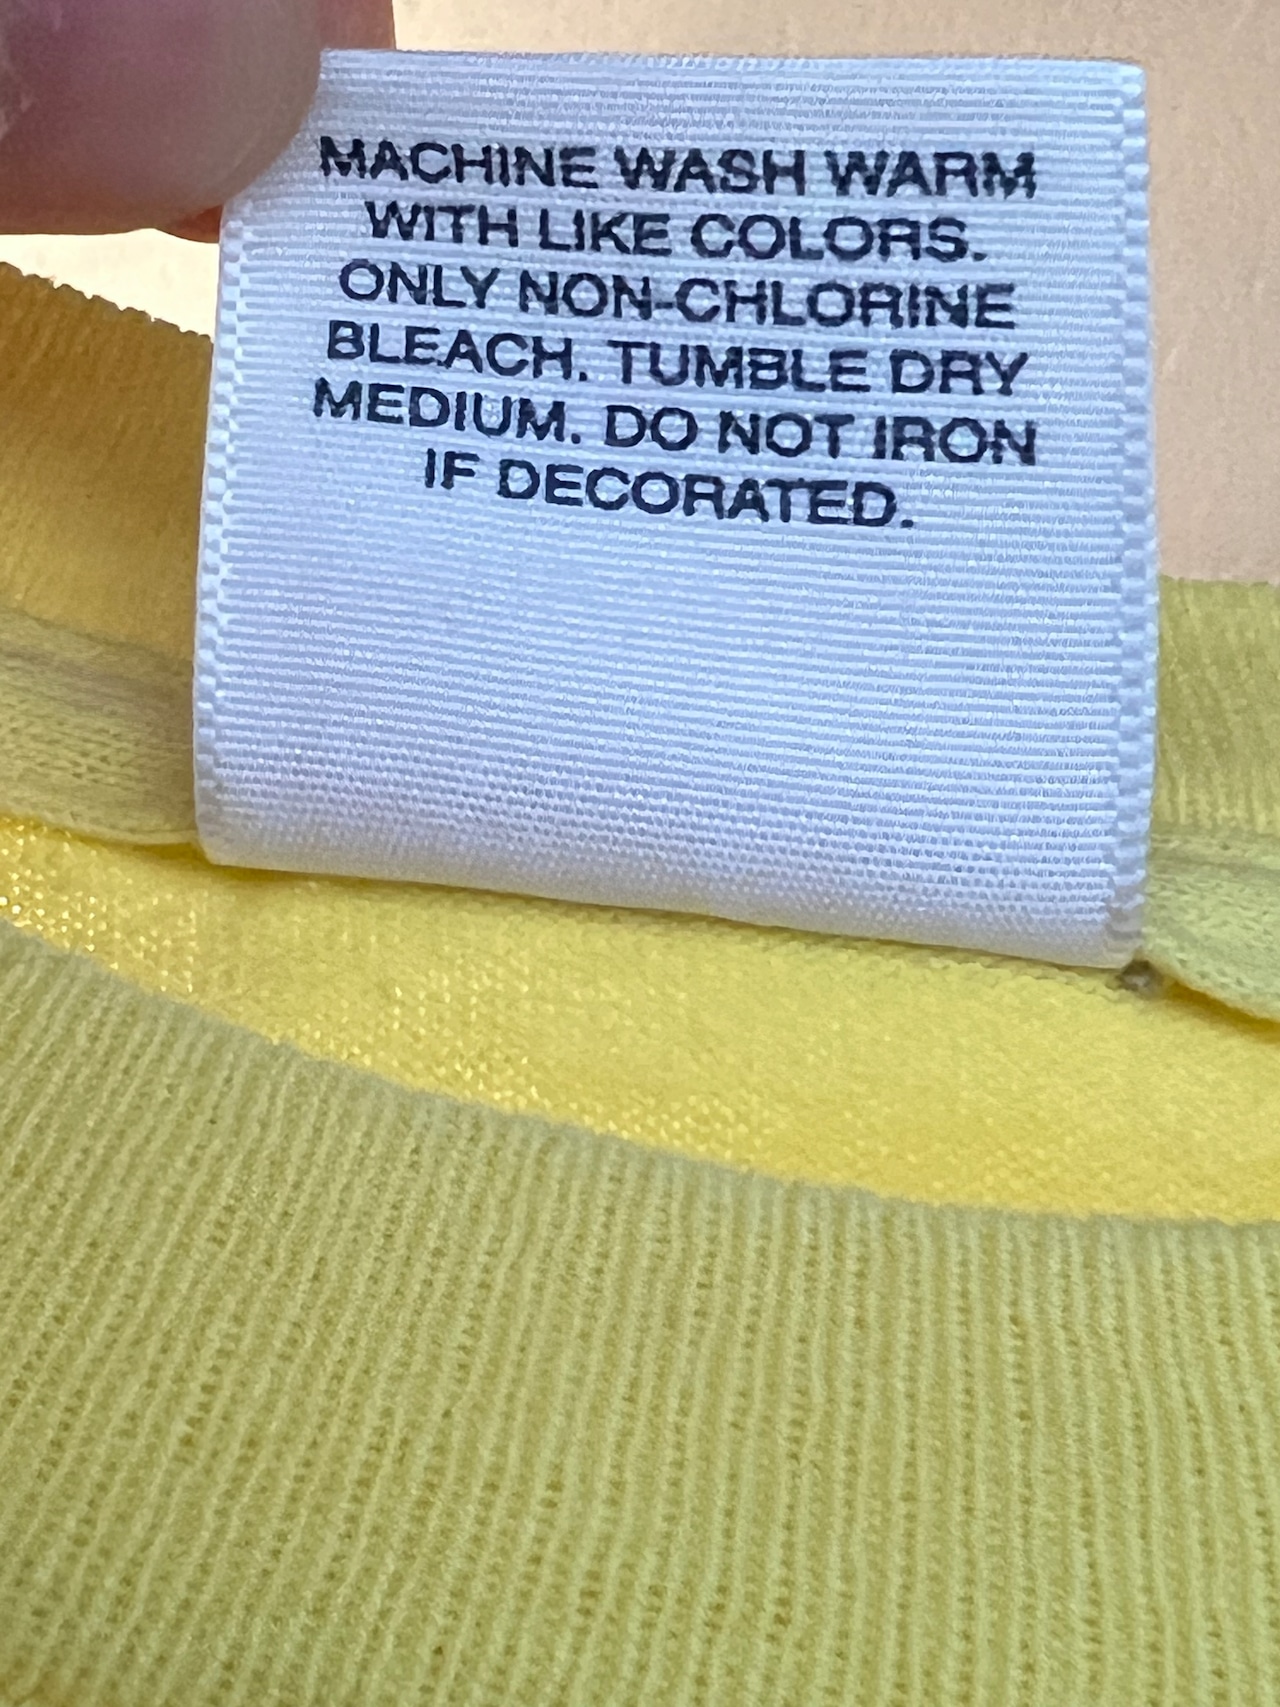 MACHINE WASH WARM
WITH LIKE COLORS.
ONLY NON-CHLORINE
BLEACH. TUMBLE DRY
MEDIUM. DO NOT IRON
IF DECORATED.